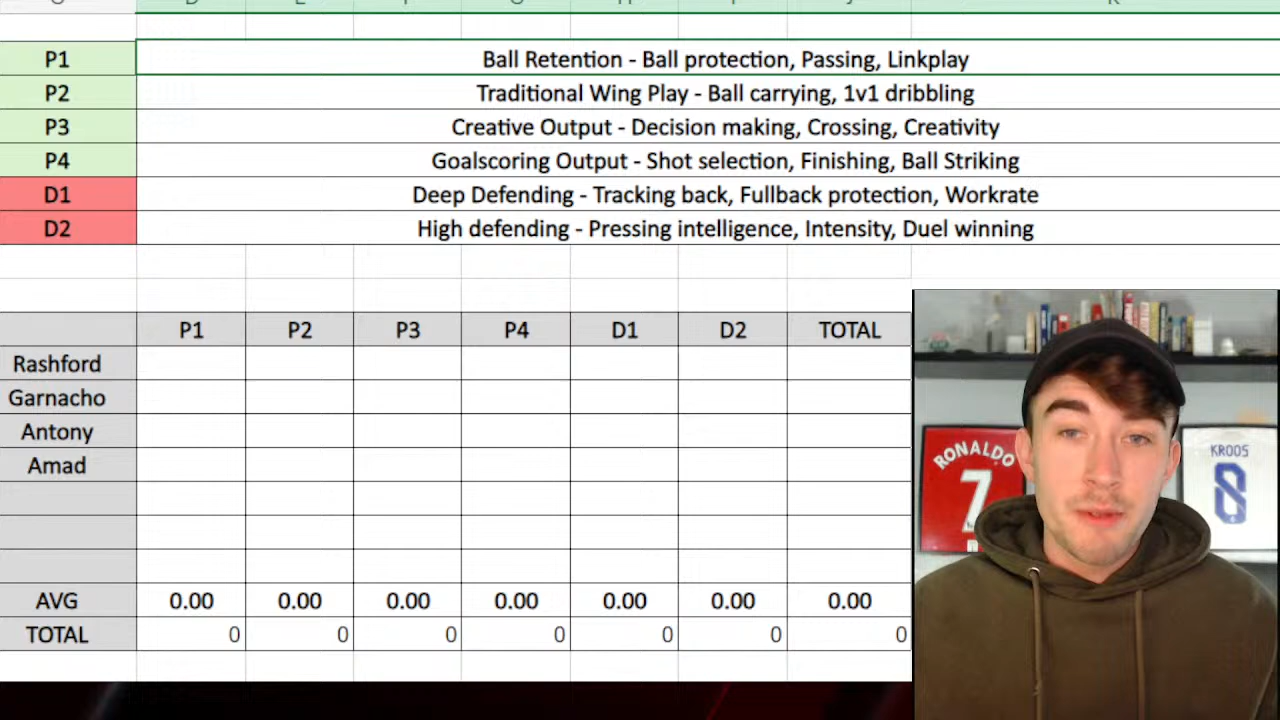 P1 Ball Retention - Ball protection, Passing, Linkplay
P2 Traditional Wing Play - Ball carrying, 1v1 dribbling
P3 Creative Output - Decision making, Crossing, Creativity
P4 Goalscoring Output - Shot selection, Finishing, Ball Striking
D1 Deep Defending - Tracking back, Fullback protection, Workrate
D2 High defending - Pressing intelligence, Intensity, Duel winning
P1 P2 P3 P4 D1 D2 TOTAL
Rashford
Garnacho
Antony
Amad
AVG 0.00 0.00 0.00 0.00 0.00 0.00 0.00
TOTAL 0 0 0 0 0 0 0
RONALDO
7
KROOS
8